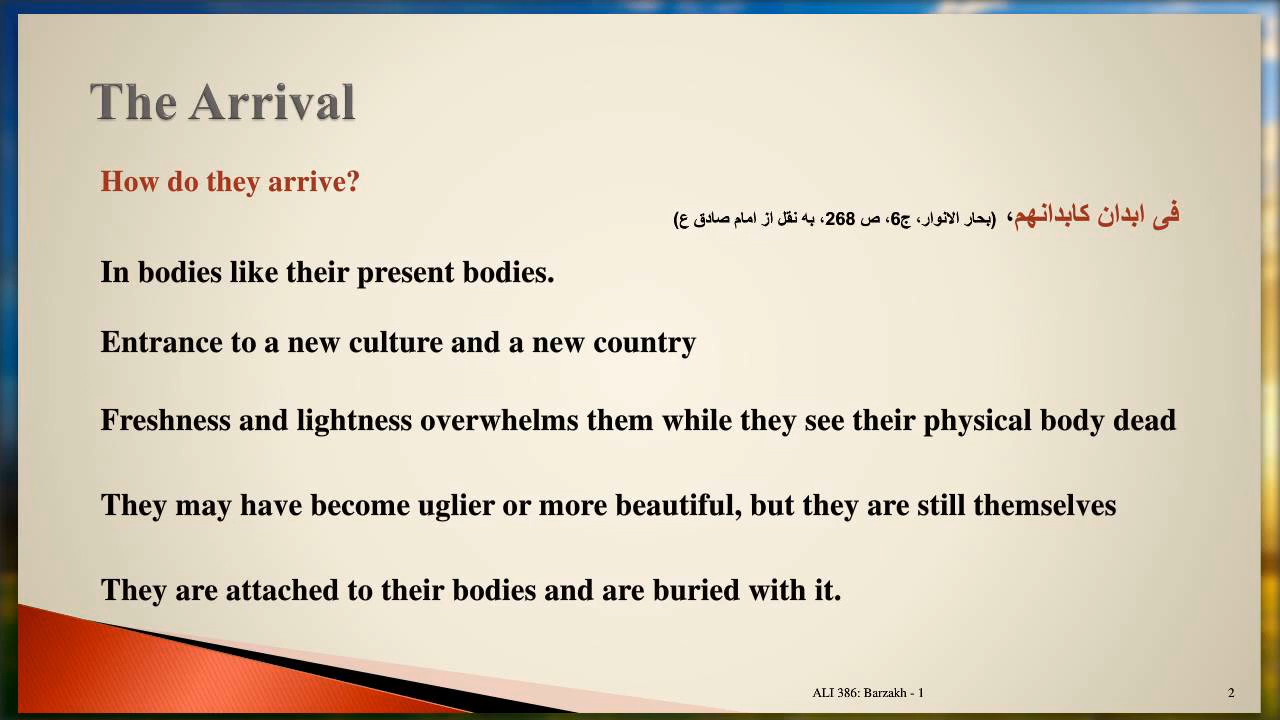 The Arrival
How do they arrive?
فی ابدان کابدانهم، (بحار الانوار، ج6، ص 268، به نقل از امام صادق ع)
In bodies like their present bodies.
Entrance to a new culture and a new country
Freshness and lightness overwhelms them while they see their physical body dead
They may have become uglier or more beautiful, but they are still themselves
They are attached to their bodies and are buried with it.
ALI 386: Barzakh - 1
2